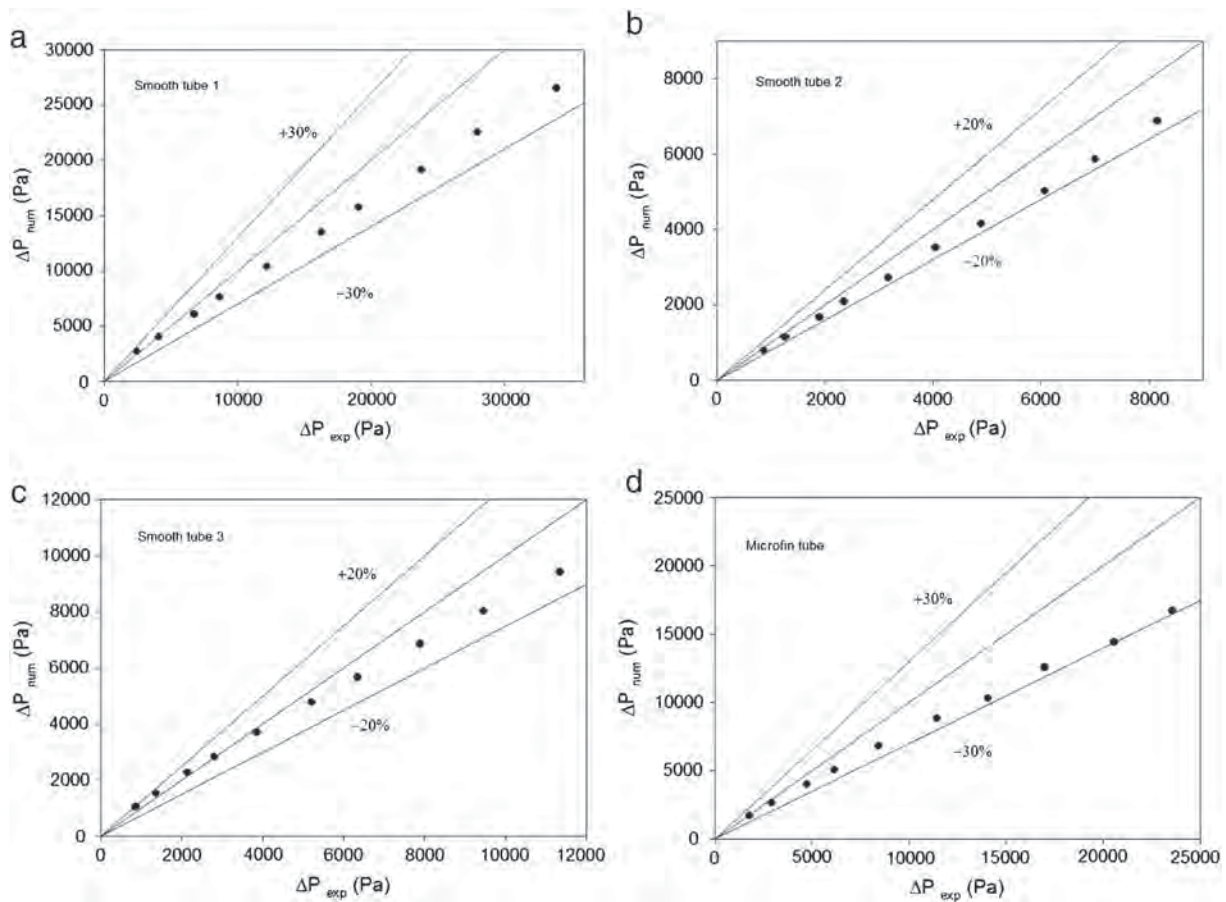 a
30000
25000
20000
15000
10000
5000
0
ΔP num (Pa)
Smooth tube 1
+30%
−30%
0 10000 20000 30000
ΔP exp (Pa)
b
8000
6000
4000
2000
0
ΔP num (Pa)
Smooth tube 2
+20%
−20%
0 2000 4000 6000 8000
ΔP exp (Pa)
c
12000
10000
8000
6000
4000
2000
0
ΔP num (Pa)
Smooth tube 3
+20%
−20%
0 2000 4000 6000 8000 10000 12000
ΔP exp (Pa)
d
25000
20000
15000
10000
5000
0
ΔP num (Pa)
Microfin tube
+30%
−30%
0 5000 10000 15000 20000 25000
ΔP exp (Pa)